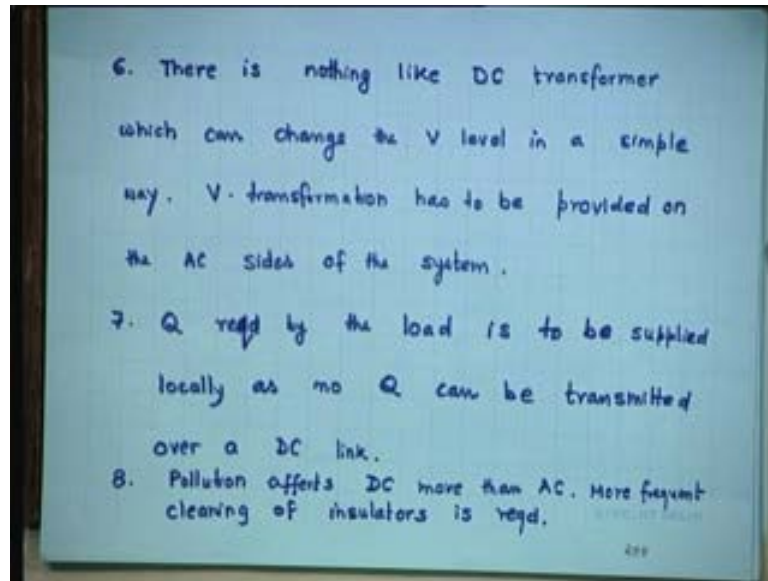 6. There is nothing like DC transformer
which can change the V level in a simple
way. V. transformation has to be provided on
the AC sides of the system.
7. Q reqd by the load is to be supplied
locally as no Q can be transmitted
over a DC link.
8. Pollution affects DC more than AC. More frequent
cleaning of insulators is reqd.